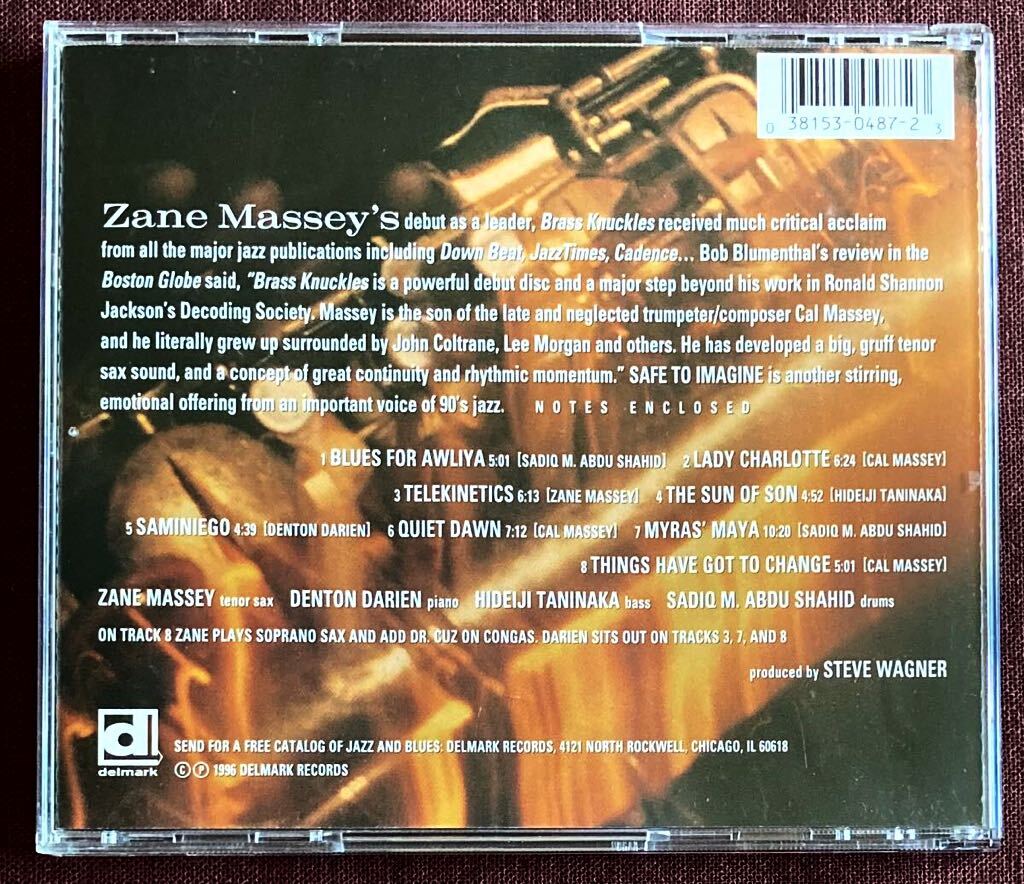 0 38153-0487-2 3
Zane Massey's debut as a leader, Brass Knuckles received much critical acclaim
from all the major jazz publications including Down Beat, JazzTimes, Cadence... Bob Blumenthal's review in the
Boston Globe said, "Brass Knuckles is a powerful debut disc and a major step beyond his work in Ronald Shannon
Jackson's Decoding Society. Massey is the son of the late and neglected trumpeter/composer Cal Massey,
and he literally grew up surrounded by John Coltrane, Lee Morgan and others. He has developed a big, gruff tenor
sax sound, and a concept of great continuity and rhythmic momentum." SAFE TO IMAGINE is another stirring,
emotional offering from an important voice of 90's jazz. NOTES ENCLOSED
1 BLUES FOR AWLIYA 5:01 [SADIQ M. ABDU SHAHID] 2 LADY CHARLOTTE 6:24 [CAL MASSEY]
3 TELEKINETICS 6:13 [ZANE MASSEY] 4 THE SUN OF SON 4:52 [HIDEIJI TANINAKA]
5 SAMINIEGO 4:39 [DENTON DARIEN] 6 QUIET DAWN 7:12 [CAL MASSEY] 7 MYRAS' MAYA 10:20 [SADIQ M. ABDU SHAHID]
8 THINGS HAVE GOT TO CHANGE 5:01 [CAL MASSEY]
ZANE MASSEY tenor sax DENTON DARIEN piano HIDEIJI TANINAKA bass SADIQ M. ABDU SHAHID drums
ON TRACK 8 ZANE PLAYS SOPRANO SAX AND ADD DR. CUZ ON CONGAS. DARIEN SITS OUT ON TRACKS 3, 7, AND 8
produced by STEVE WAGNER
d
delmark
SEND FOR A FREE CATALOG OF JAZZ AND BLUES: DELMARK RECORDS, 4121 NORTH ROCKWELL, CHICAGO, IL 60618
© ℗ 1996 DELMARK RECORDS